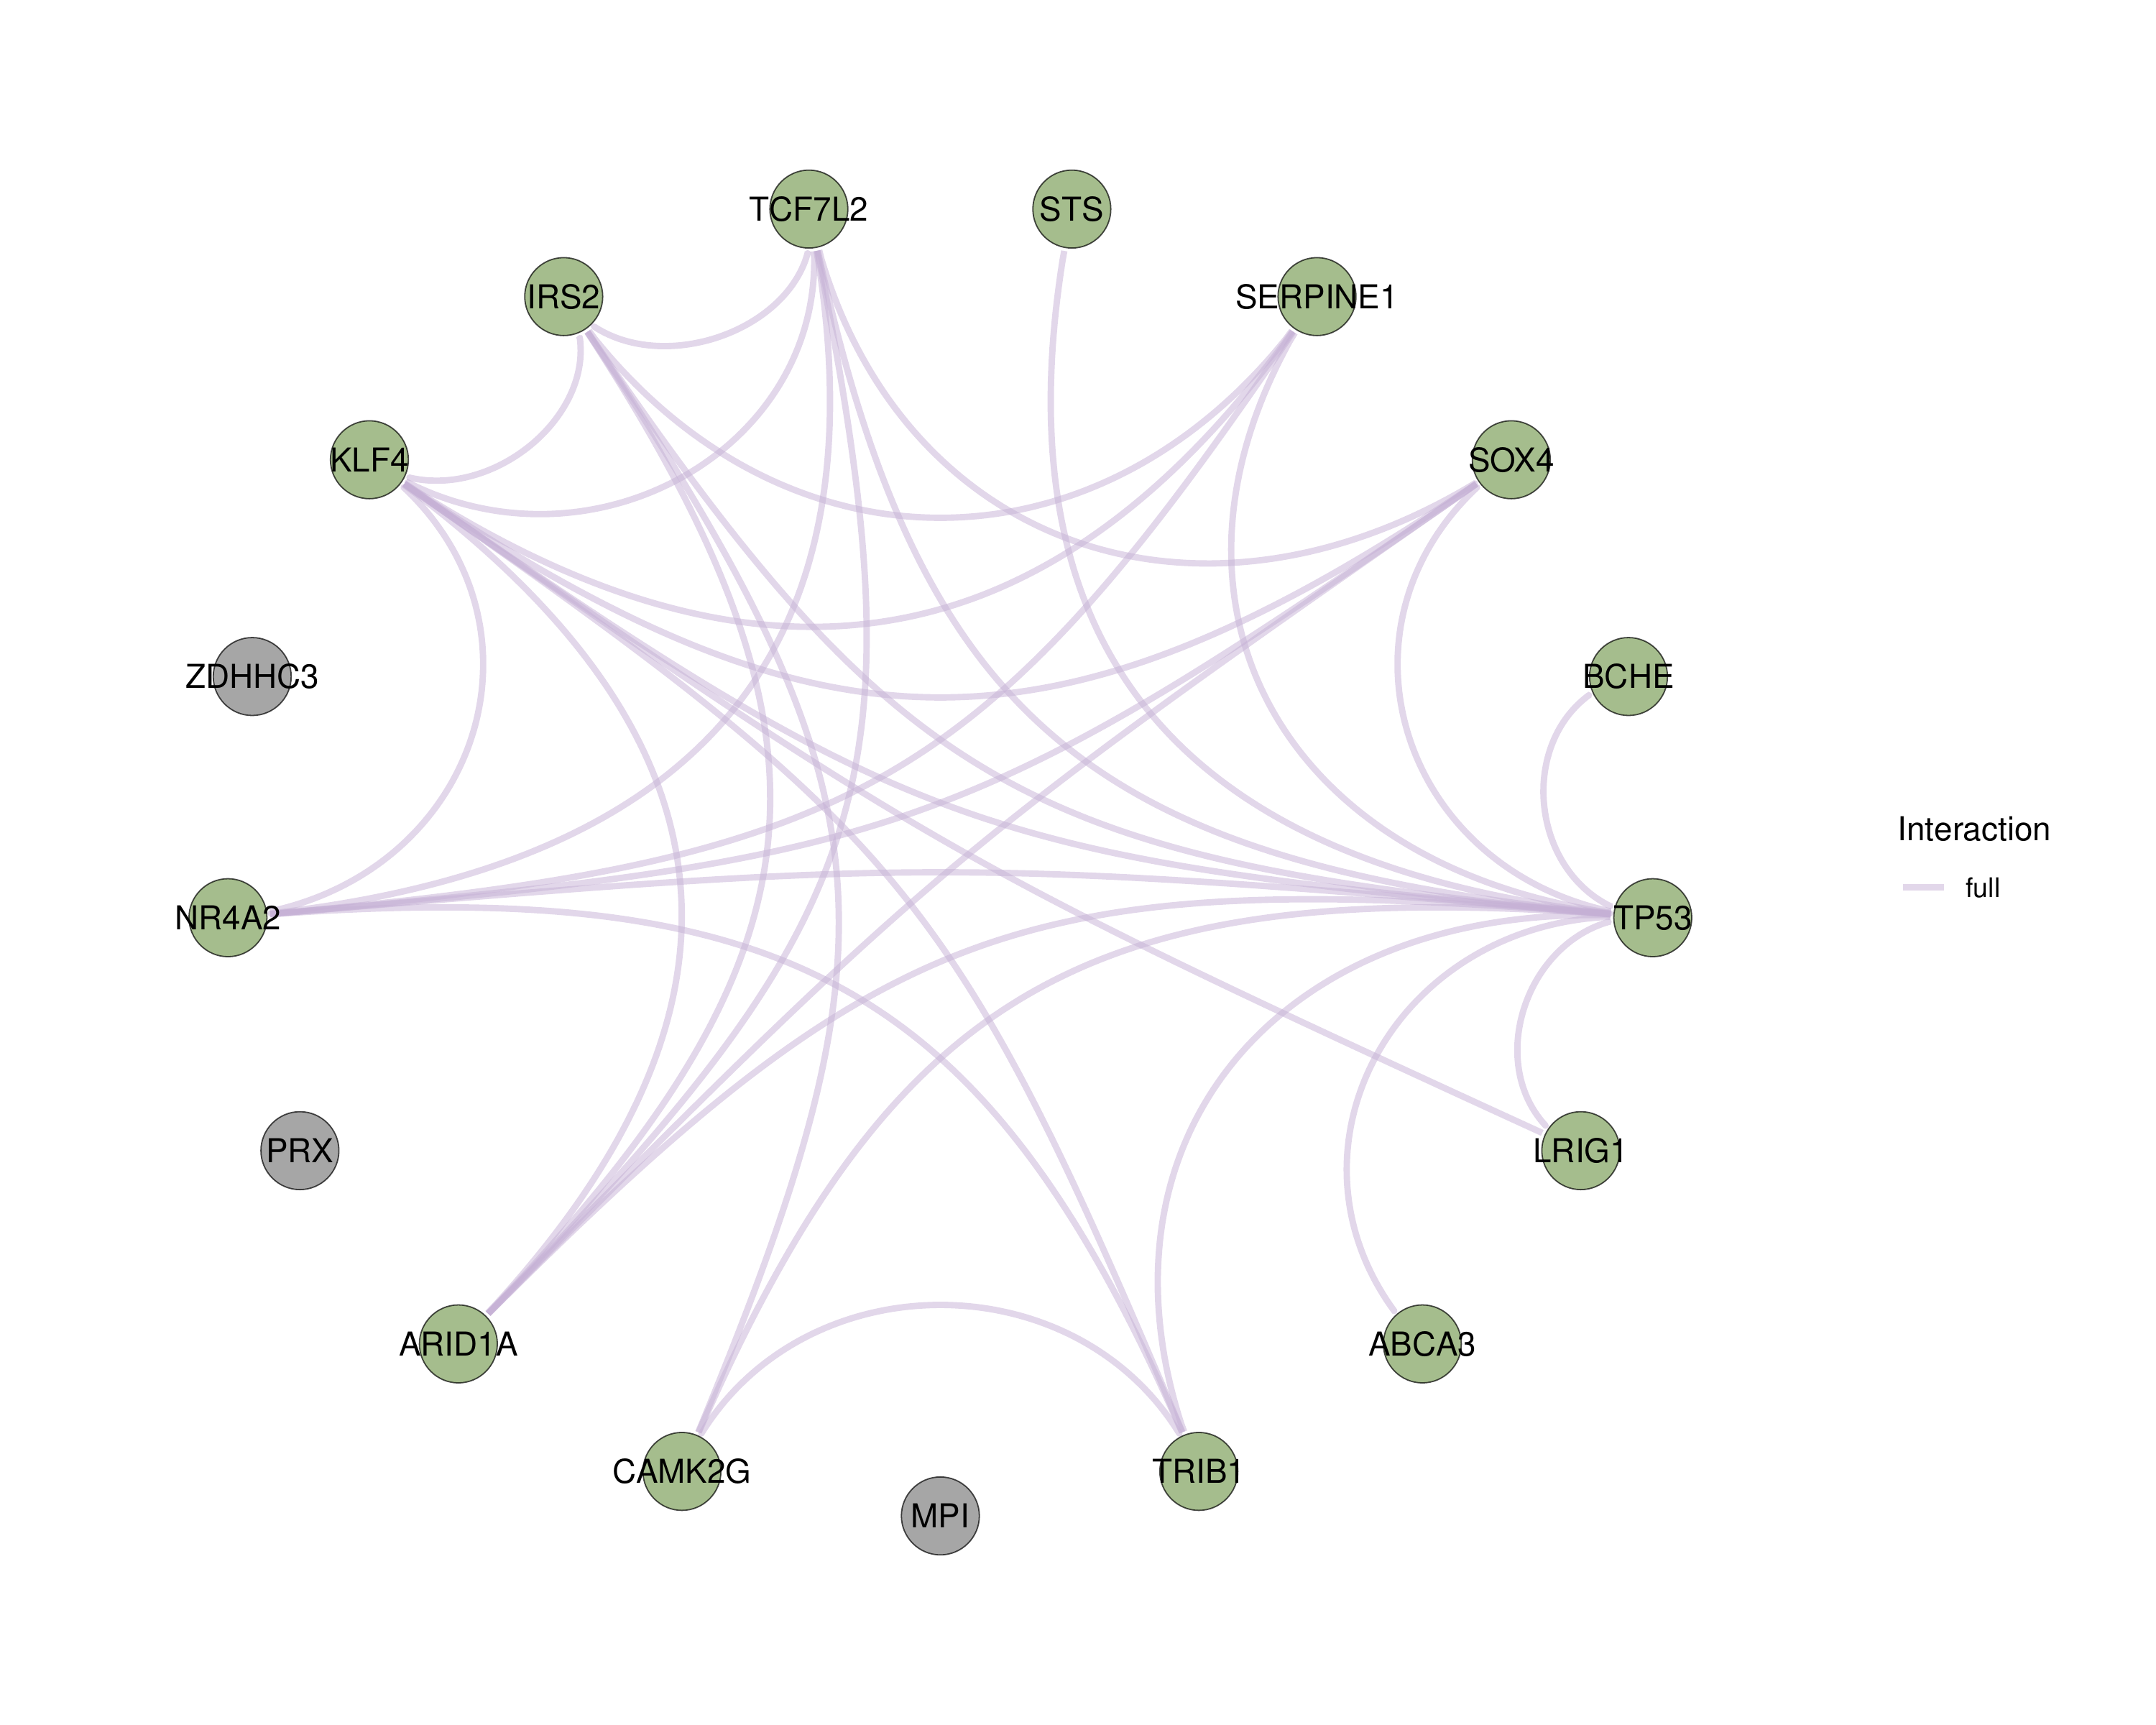 TCF7L2
STS
IRS2
SERPINE1
KLF4
SOX4
ZDHHC3
BCHE
Interaction
full
NR4A2
TP53
PRX
LRIG1
ARID1A
ABCA3
CAMK2G
TRIB1
MPI